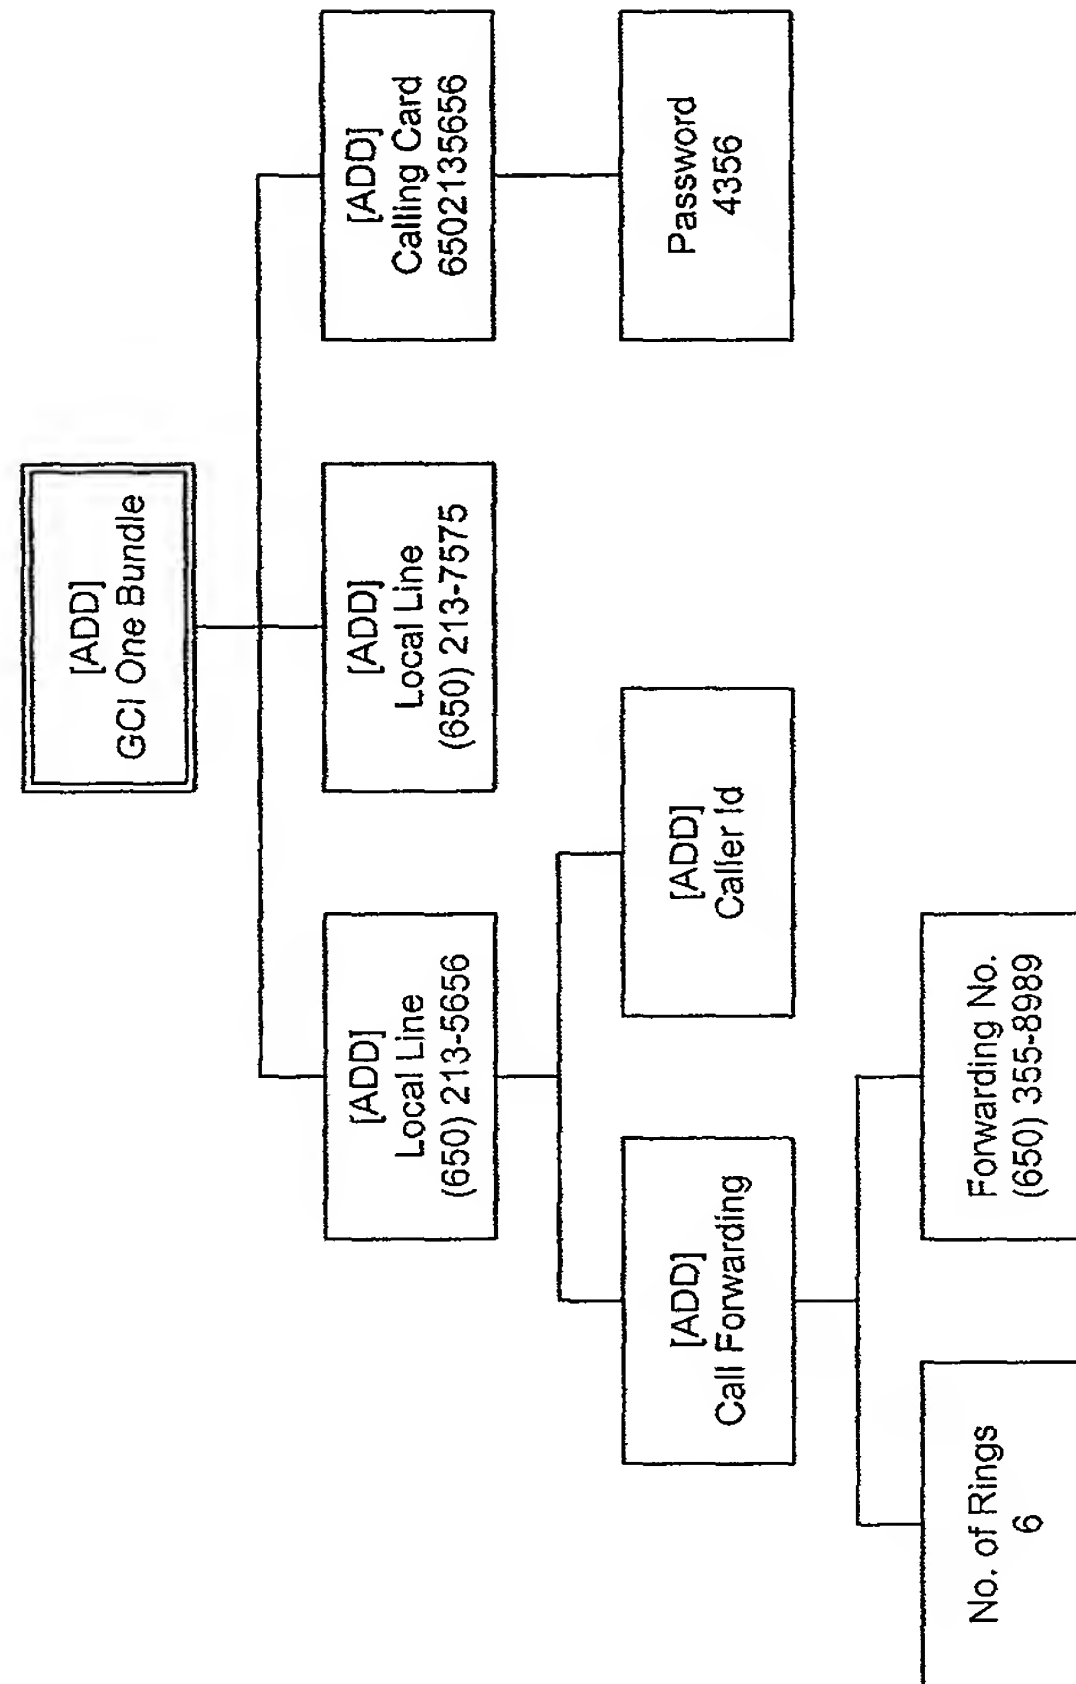 [ADD]
GCI One Bundle
[ADD]
Local Line
(650) 213-5656
[ADD]
Local Line
(650) 213-7575
[ADD]
Calling Card
6502135656
[ADD]
Call Forwarding
[ADD]
Caller Id
Password
4356
No. of Rings
6
Forwarding No.
(650) 355-8989